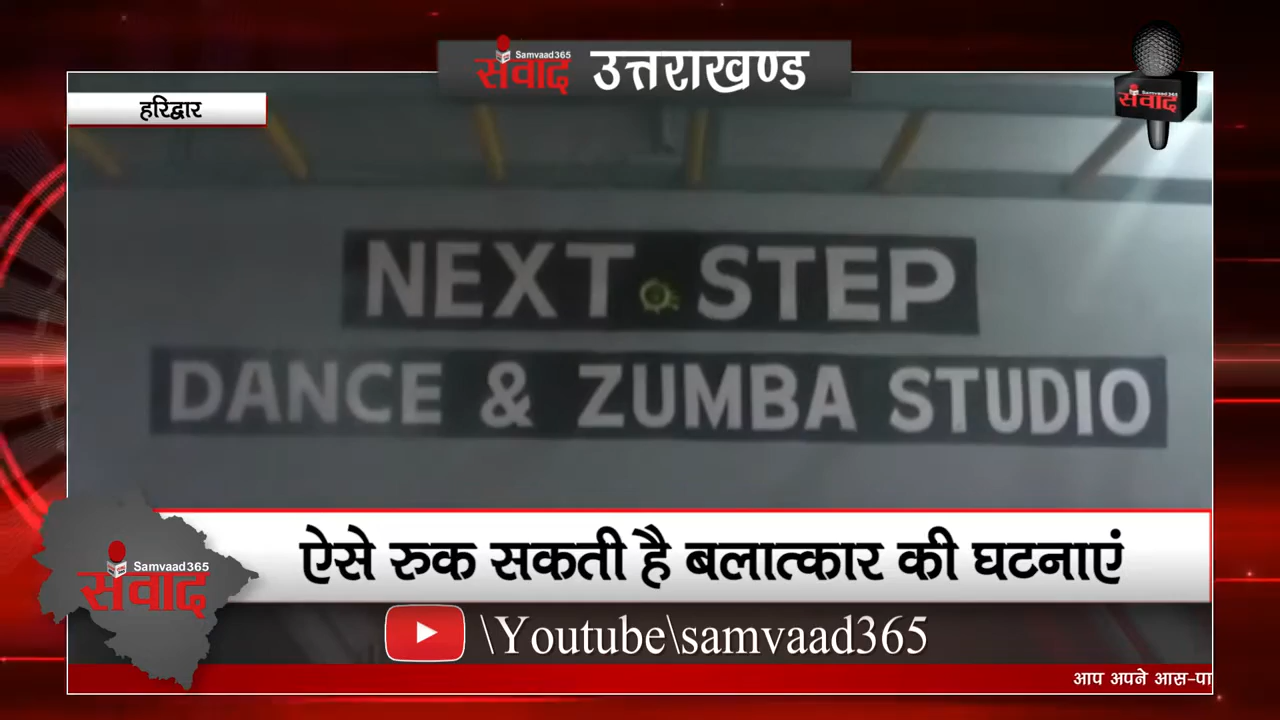 Samvaad365
संवाद उत्तराखण्ड
Samvaad365
संवाद
हरिद्वार
NEXT STEP
DANCE & ZUMBA STUDIO
ऐसे रुक सकती है बलात्कार की घटनाएं
Samvaad365
संवाद
\Youtube\samvaad365
आप अपने आस-पा